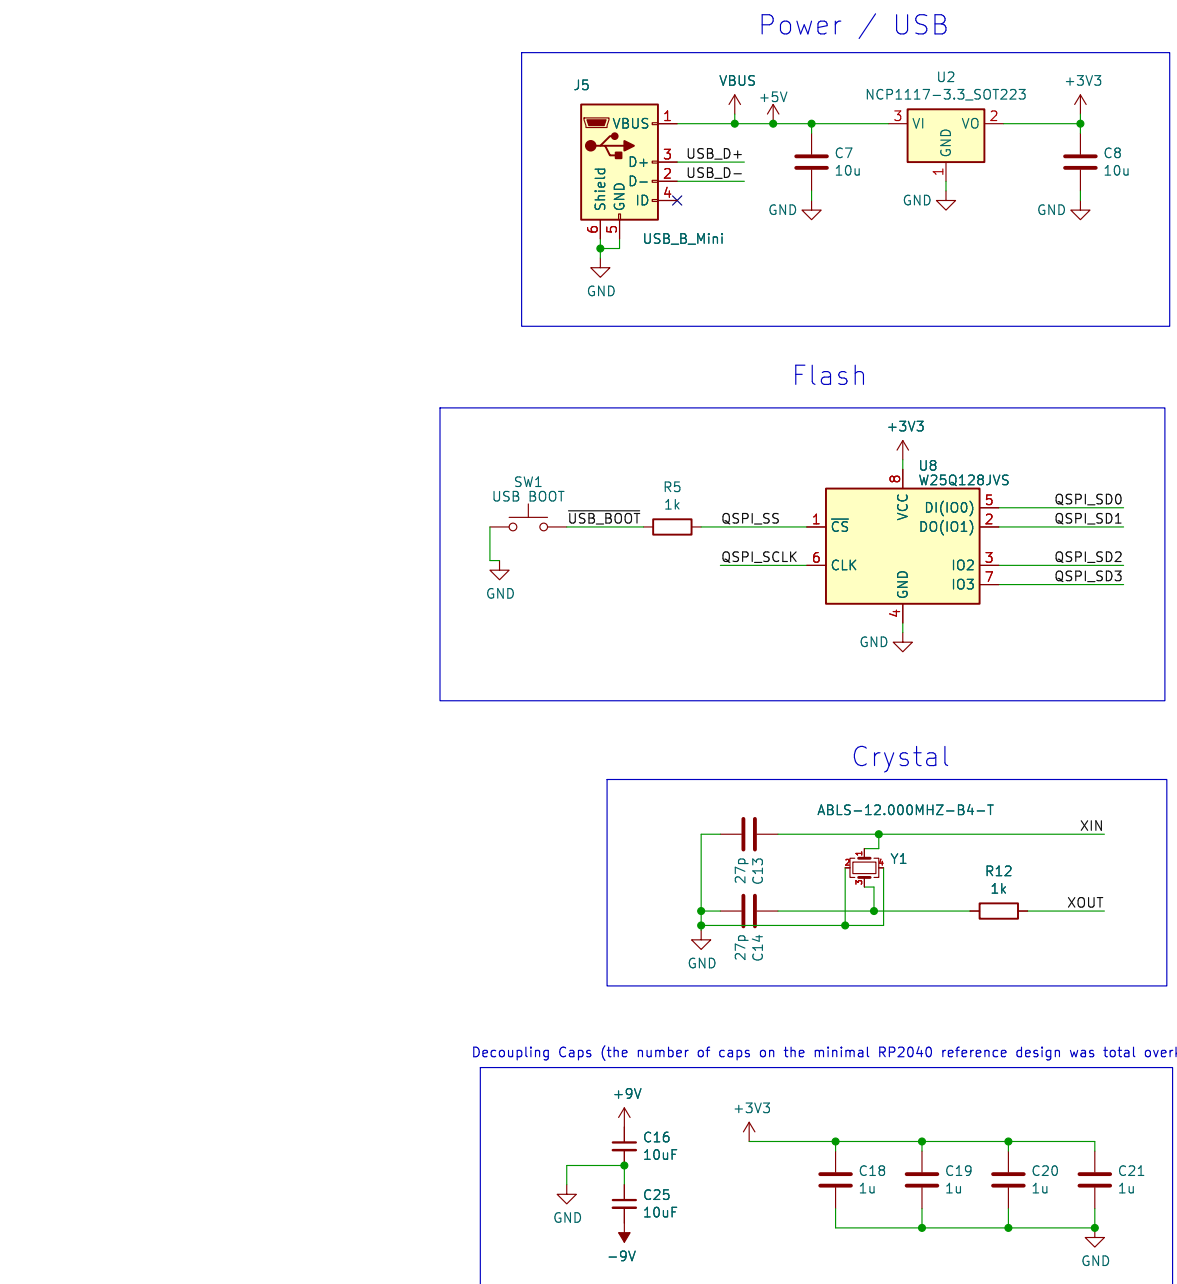 Power / USB
J5
VBUS
+5V
U2
NCP1117-3.3_SOT223
+3V3
VBUS 1
D+ 3
D- 2
ID 4
Shield
GND
6
5
USB_D+
USB_D-
USB_B_Mini
GND
C7
10u
GND
3 VI
VO 2
GND
1
GND
C8
10u
GND
Flash
+3V3
U8
W25Q128JVS
SW1
USB BOOT
USB_BOOT
R5
1k
QSPI_SS
QSPI_SCLK
1 CS
6 CLK
8
VCC
GND
4
DI(IO0) 5
DO(IO1) 2
IO2 3
IO3 7
QSPI_SD0
QSPI_SD1
QSPI_SD2
QSPI_SD3
GND
GND
Crystal
ABLS-12.000MHZ-B4-T
XIN
27p
C13
1
2
4
3
Y1
R12
1k
XOUT
27p
C14
GND
Decoupling Caps (the number of caps on the minimal RP2040 reference design was total
+9V
C16
10uF
GND
C25
10uF
-9V
+3V3
C18
1u
C19
1u
C20
1u
C21
1u
GND